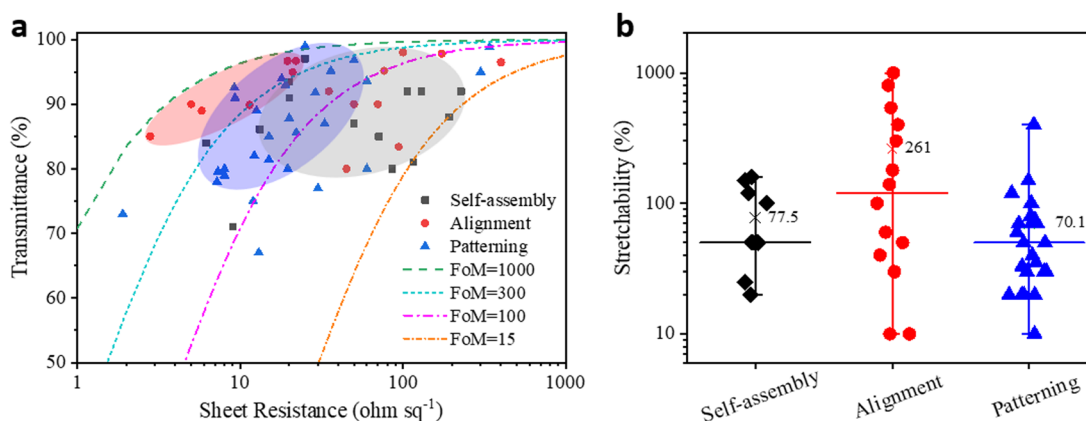 a
Transmittance (%)
100
90
80
70
60
50
1
10
100
1000
Sheet Resistance (ohm sq⁻¹)
Self-assembly
Alignment
Patterning
FoM=1000
FoM=300
FoM=100
FoM=15
b
Stretchability (%)
1000
100
10
77.5
261
70.1
Self-assembly
Alignment
Patterning